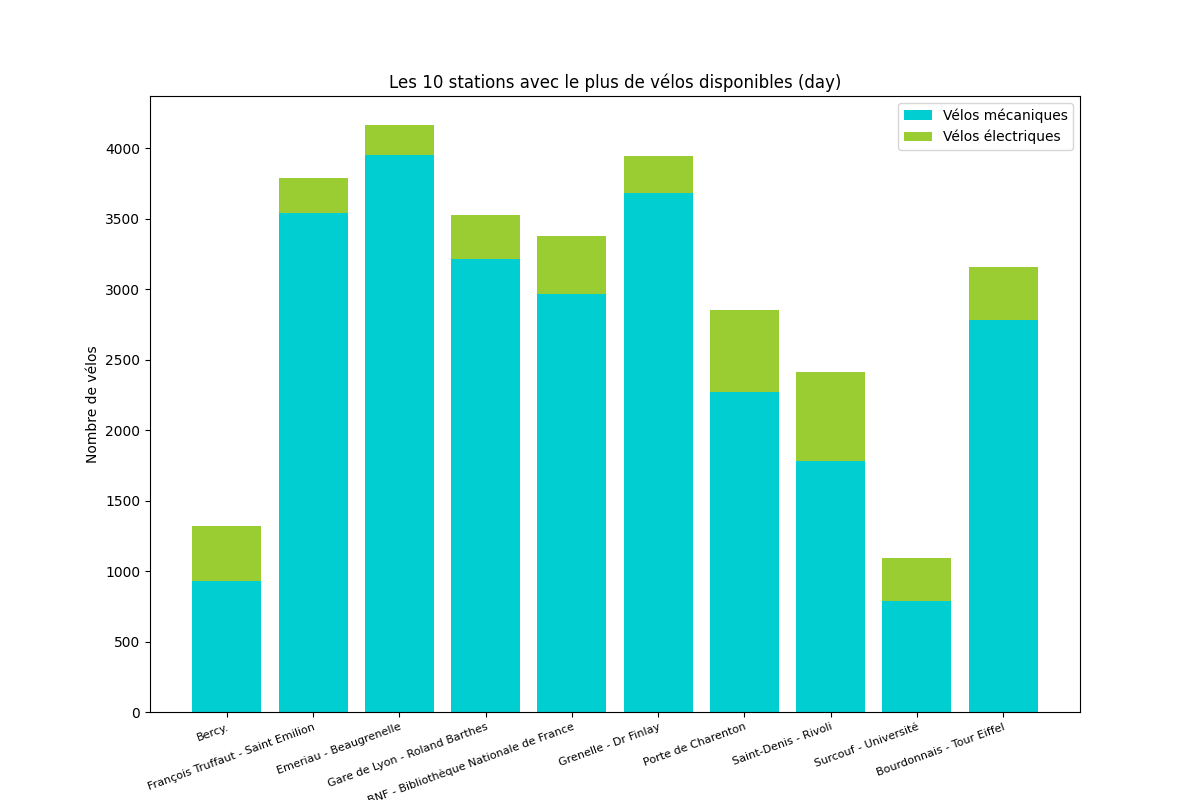 Les 10 stations avec le plus de vélos disponibles (day)
Vélos mécaniques
Vélos électriques
Nombre de vélos
4000
3500
3000
2500
2000
1500
1000
500
0
Bercy.
François Truffaut - Saint Emilion
Emeriau - Beaugrenelle
Gare de Lyon - Roland Barthes
BNF - Bibliothèque Nationale de France
Grenelle - Dr Finlay
Porte de Charenton
Saint-Denis - Rivoli
Surcouf - Université
Bourdonnais - Tour Eiffel